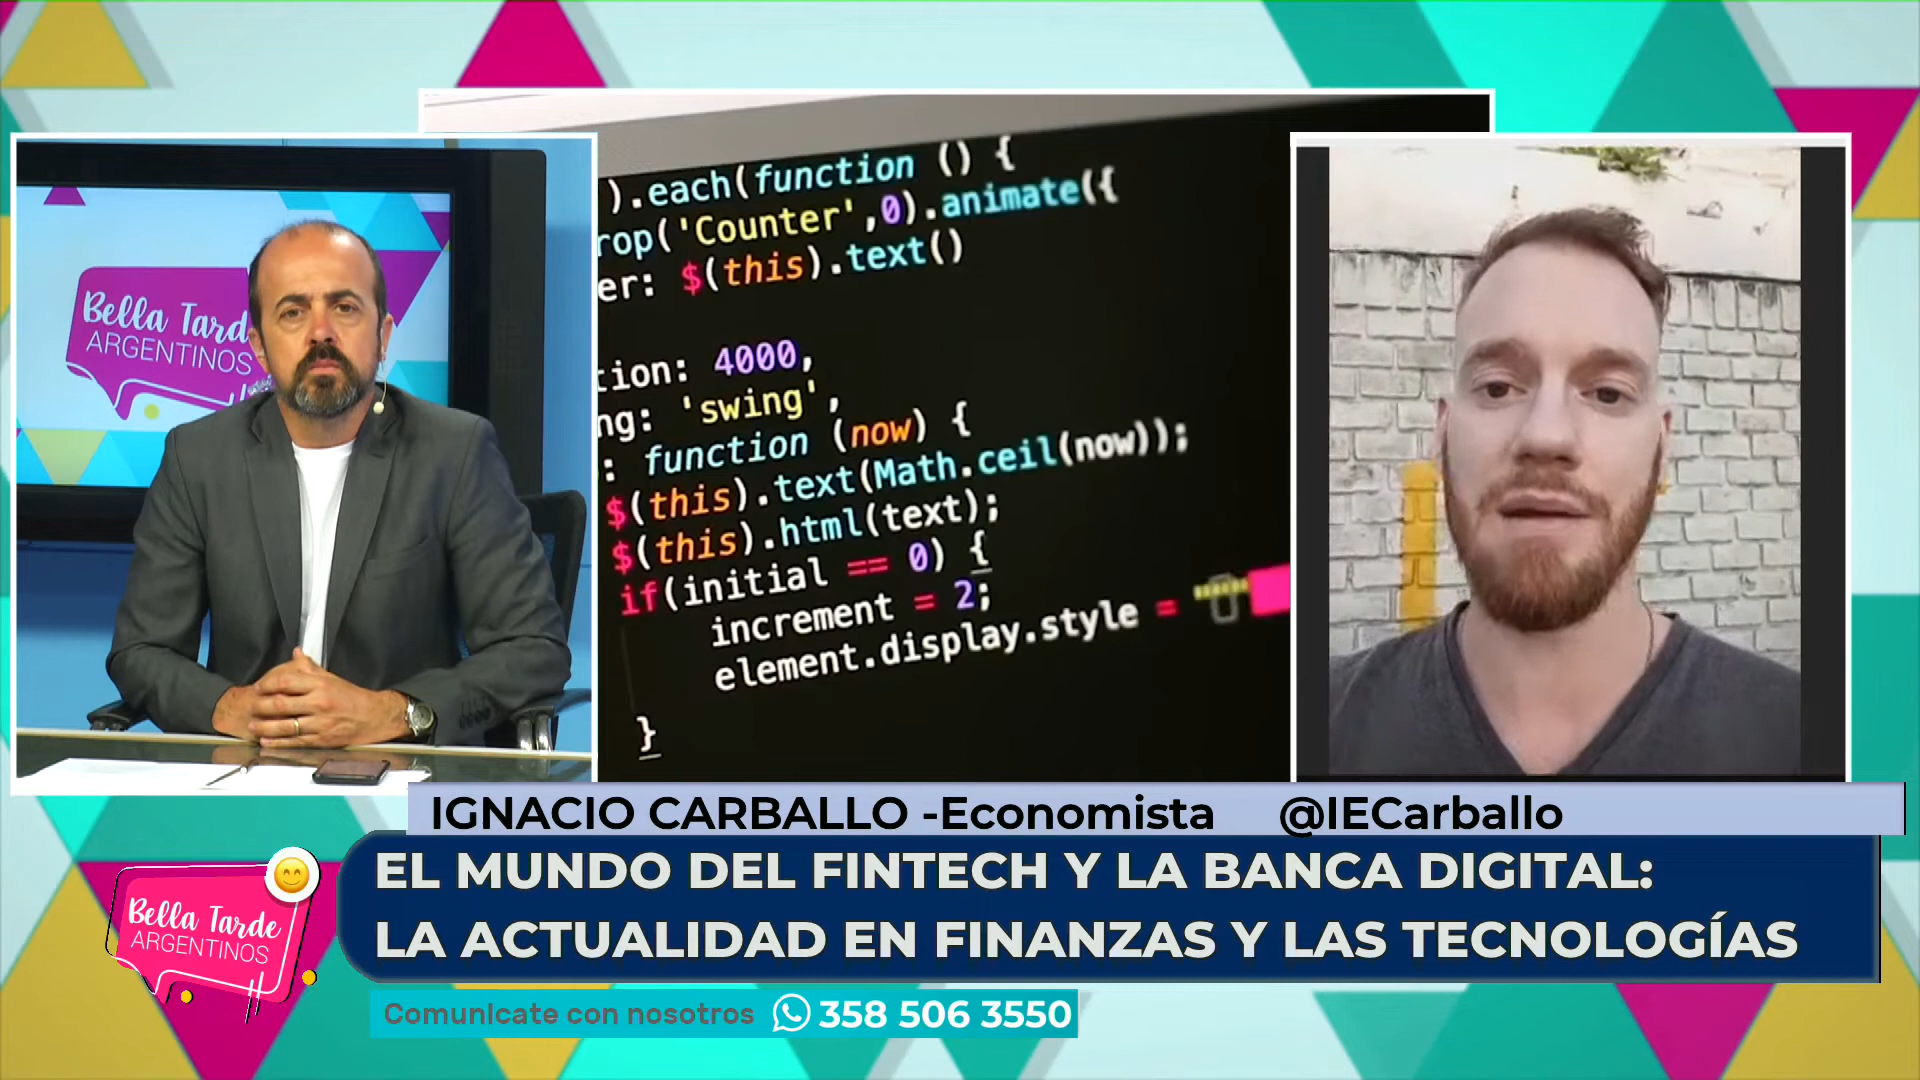 Bella Tarde
ARGENTINOS
).each(function () {
rop('Counter',0).animate({
er: $(this).text()
tion: 4000,
ng: 'swing',
: function (now) {
$(this).text(Math.ceil(now));
$(this).html(text);
if(initial == 0) {
increment = 2;
element.display.style =
}
IGNACIO CARBALLO -Economista @IECarballo
EL MUNDO DEL FINTECH Y LA BANCA DIGITAL:
LA ACTUALIDAD EN FINANZAS Y LAS TECNOLOGÍAS
Bella Tarde
ARGENTINOS
Comunícate con nosotros 358 506 3550